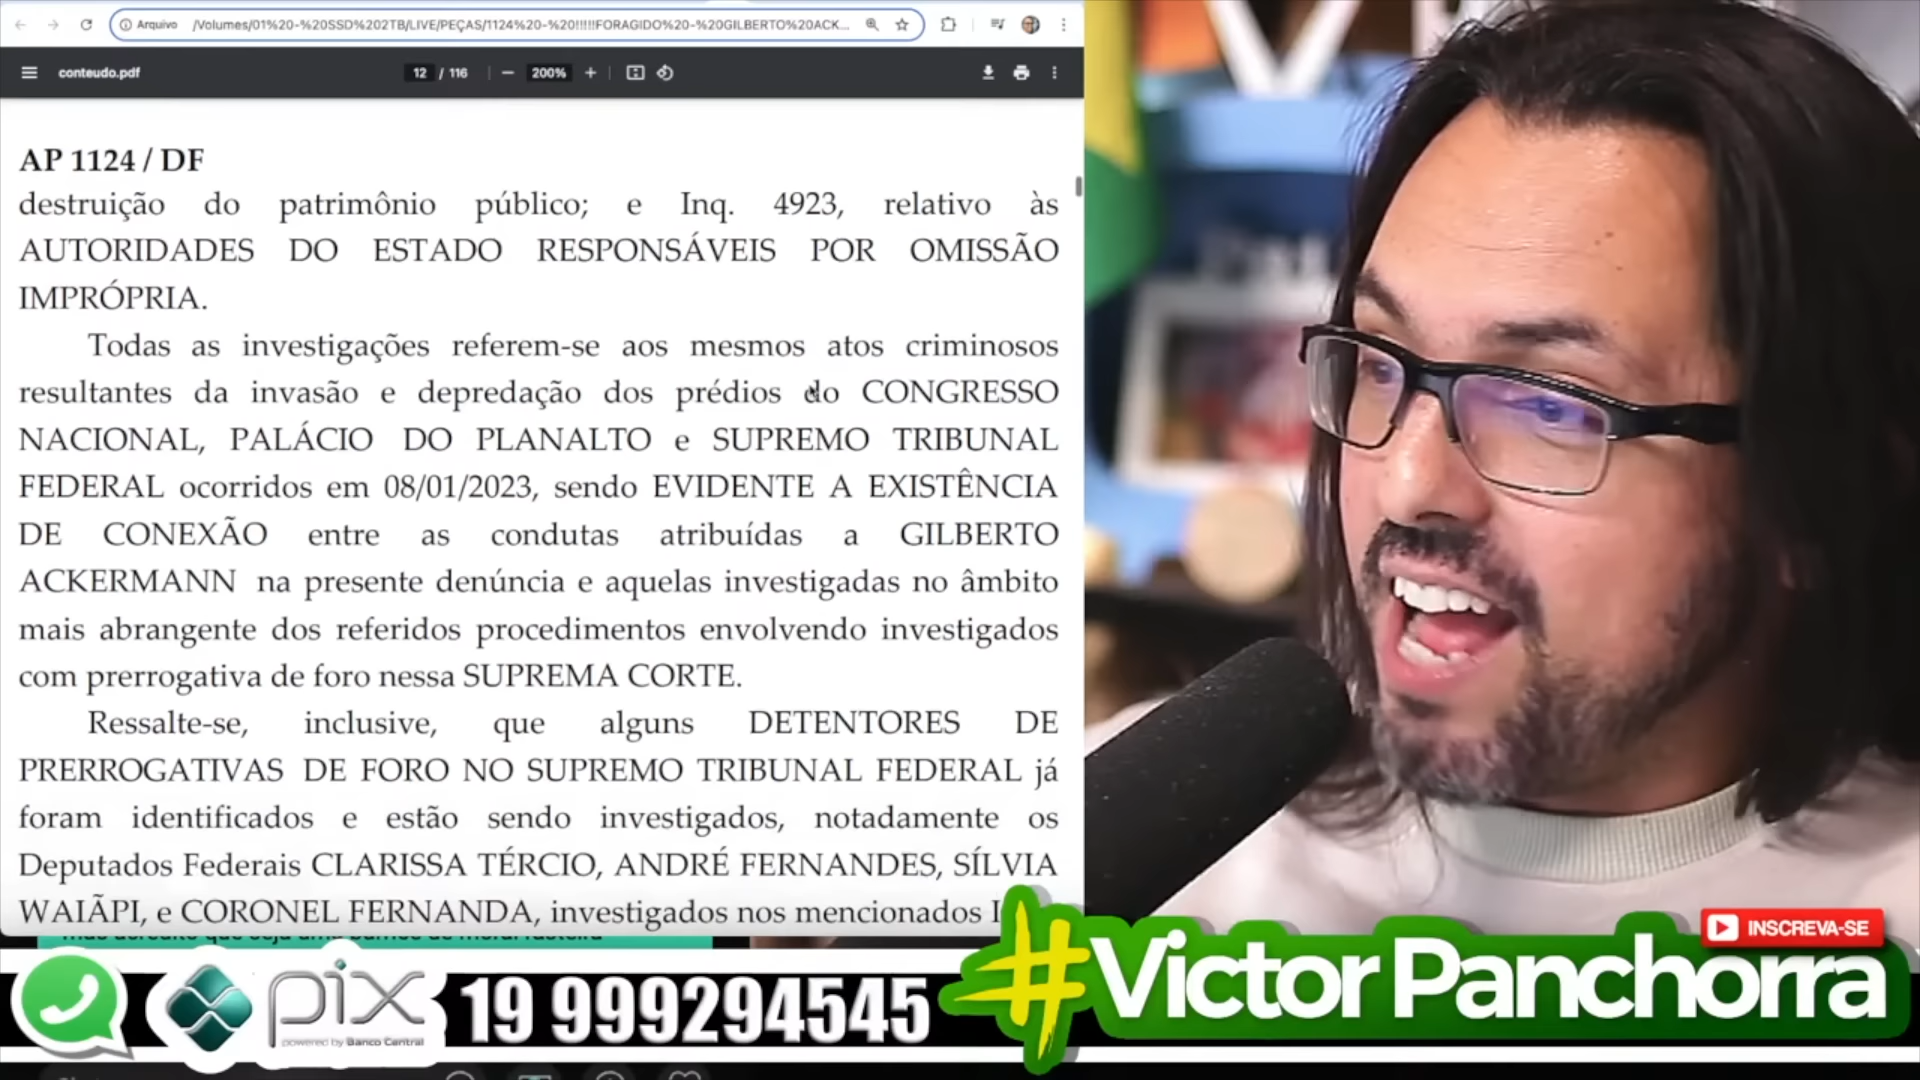 Arquivo /Volumes/01%20-%20SSD%202TB/LIVE/PEÇAS/1124%20-%20!!!!!FORAGIDO%20-%20GILBERTO%20ACK...
conteudo.pdf 12 / 116 200%
AP 1124 / DF
destruição do patrimônio público; e Inq. 4923, relativo às
AUTORIDADES DO ESTADO RESPONSÁVEIS POR OMISSÃO
IMPRÓPRIA.
Todas as investigações referem-se aos mesmos atos criminosos
resultantes da invasão e depredação dos prédios do CONGRESSO
NACIONAL, PALÁCIO DO PLANALTO e SUPREMO TRIBUNAL
FEDERAL ocorridos em 08/01/2023, sendo EVIDENTE A EXISTÊNCIA
DE CONEXÃO entre as condutas atribuídas a GILBERTO
ACKERMANN na presente denúncia e aquelas investigadas no âmbito
mais abrangente dos referidos procedimentos envolvendo investigados
com prerrogativa de foro nessa SUPREMA CORTE.
Ressalte-se, inclusive, que alguns DETENTORES DE
PRERROGATIVAS DE FORO NO SUPREMO TRIBUNAL FEDERAL já
foram identificados e estão sendo investigados, notadamente os
Deputados Federais CLARISSA TÉRCIO, ANDRÉ FERNANDES, SÍLVIA
WAIÃPI, e CORONEL FERNANDA, investigados nos mencionados
INSCREVA-SE
pix
powered by Banco Central
19 999294545
#Victor Panchorra